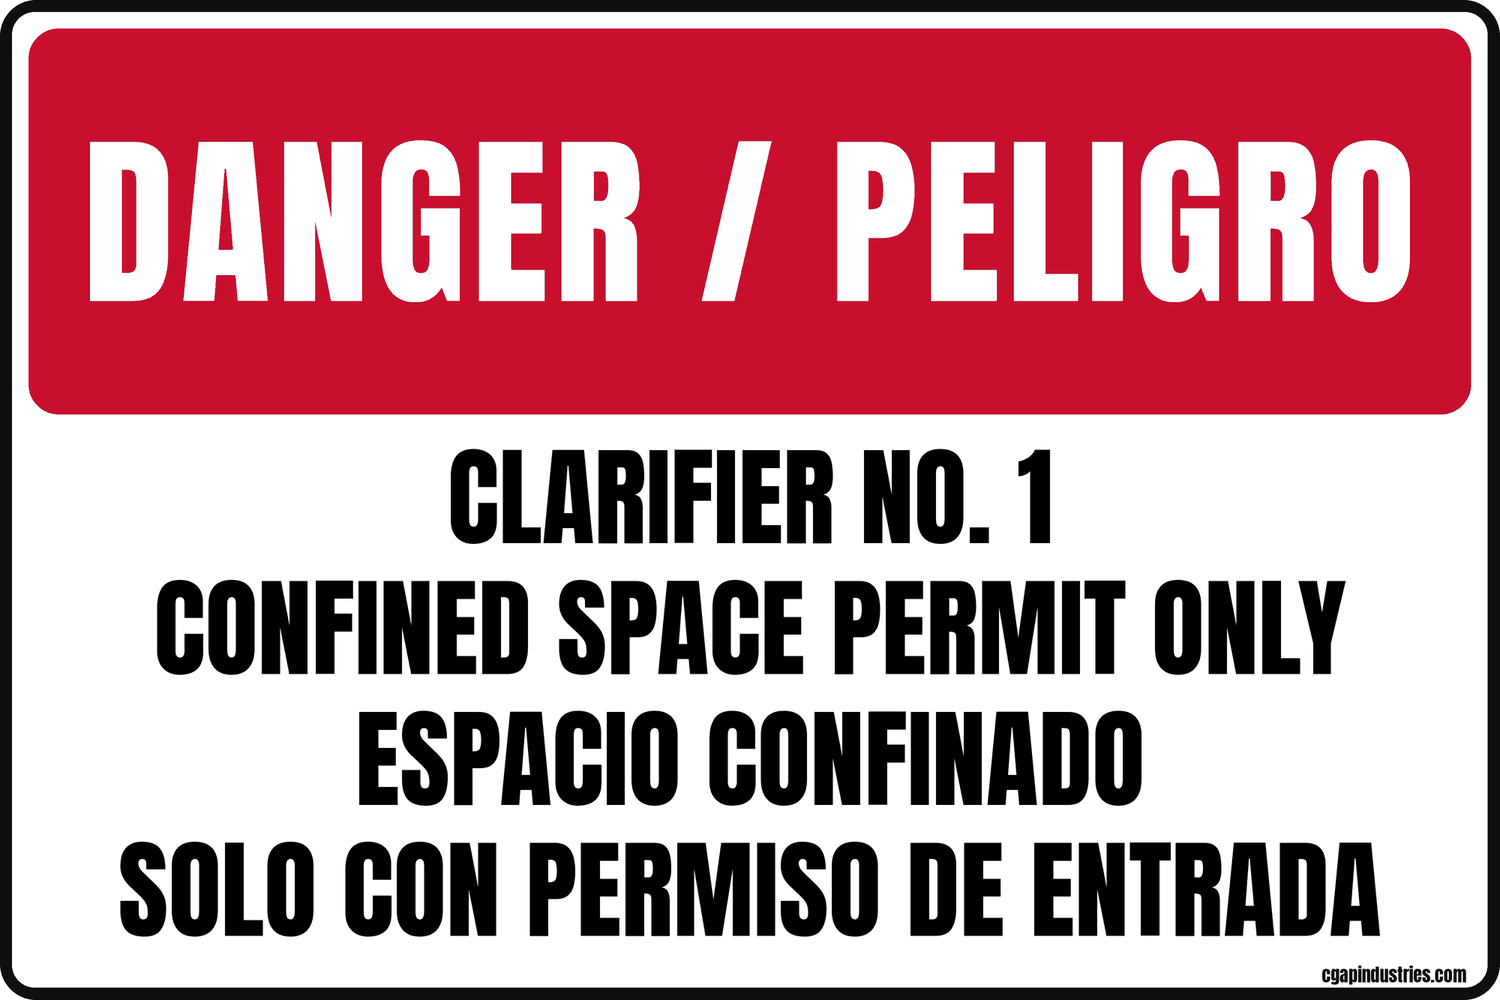 DANGER / PELIGRO
CLARIFIER NO. 1
CONFINED SPACE PERMIT ONLY
ESPACIO CONFINADO
SOLO CON PERMISO DE ENTRADA
cgapindustries.com